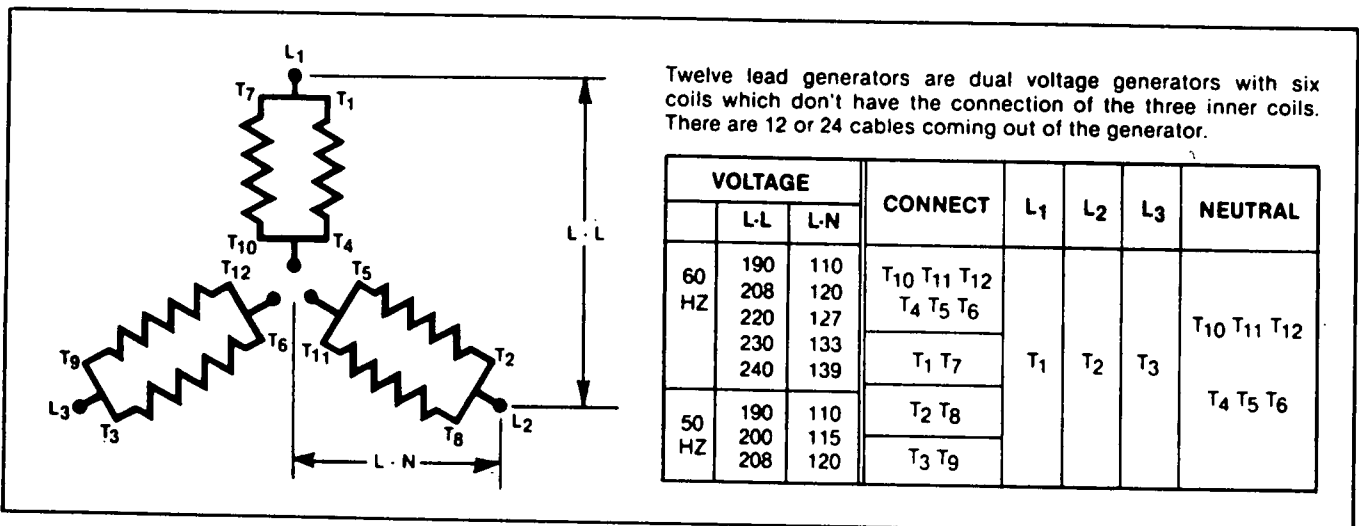 L1
T7 T1
T10 T4
T12 T5
T9 T6 T11 T2
L3 T3 T8 L2
L·L
L·N
Twelve lead generators are dual voltage generators with six
coils which don't have the connection of the three inner coils.
There are 12 or 24 cables coming out of the generator.
VOLTAGE CONNECT L1 L2 L3 NEUTRAL
L·L L·N
60 HZ
190 110
208 120
220 127
230 133
240 139
50 HZ
190 110
200 115
208 120
T10 T11 T12
T4 T5 T6
T1 T7
T2 T8
T3 T9
T1 T2 T3
T10 T11 T12
T4 T5 T6